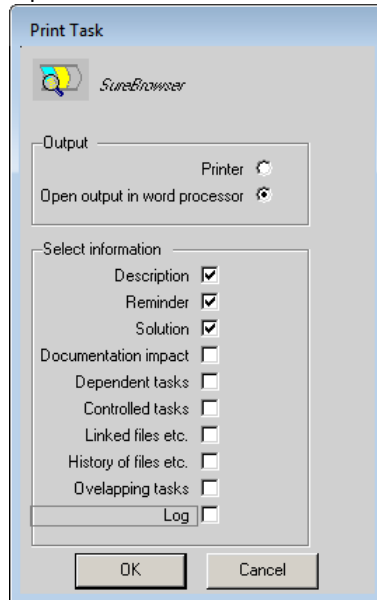 Print Task
SureBrowser
Output
Printer
Open output in word processor
Select information
Description
Reminder
Solution
Documentation impact
Dependent tasks
Controlled tasks
Linked files etc.
History of files etc.
Ovelapping tasks
Log
OK Cancel